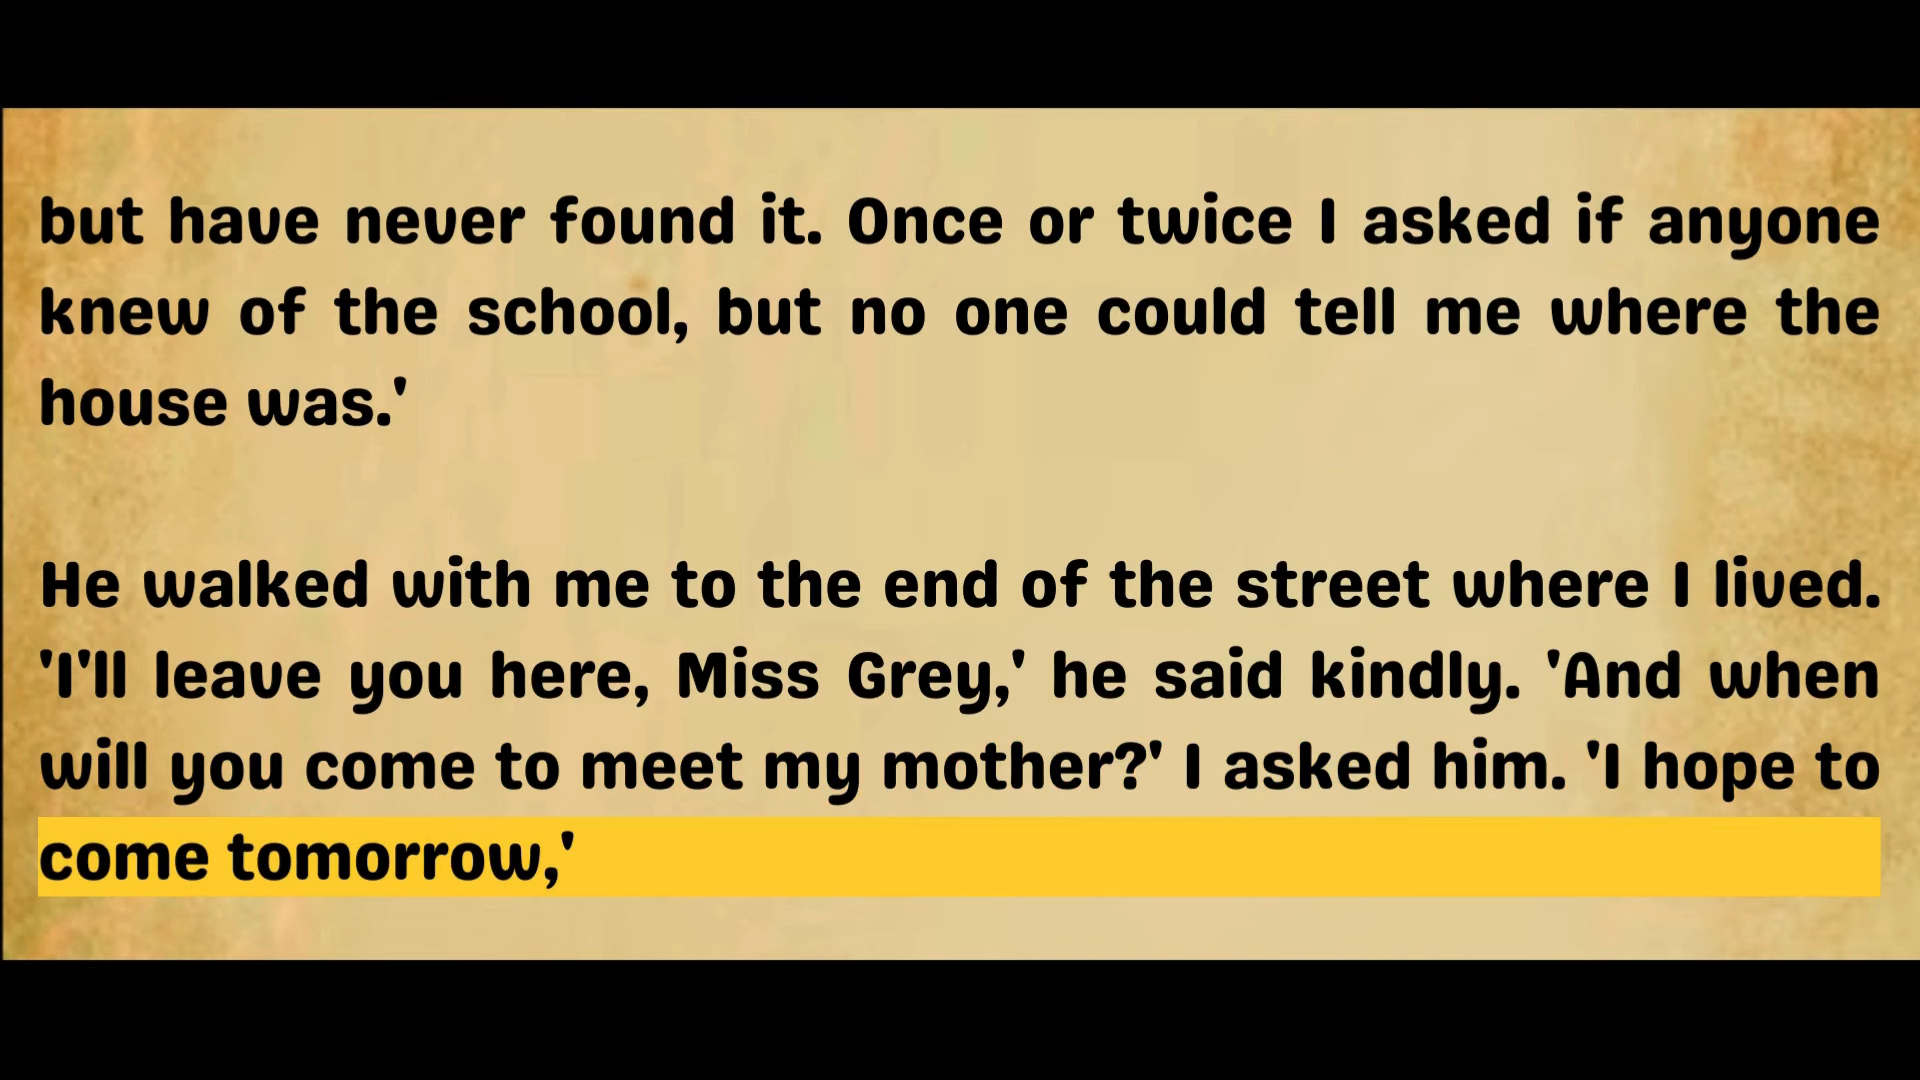 but have never found it. Once or twice I asked if anyone
knew of the school, but no one could tell me where the
house was.'
He walked with me to the end of the street where I lived.
'I'll leave you here, Miss Grey,' he said kindly. 'And when
will you come to meet my mother?' I asked him. 'I hope to
come tomorrow,'